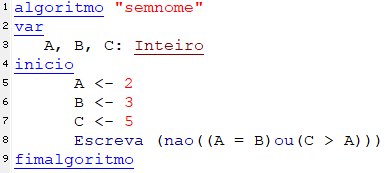 1 algoritmo "semnome"
2 var
3 A, B, C: Inteiro
4 inicio
5 A <- 2
6 B <- 3
7 C <- 5
8 Escreva (nao((A = B)ou(C > A)))
9 fimalgoritmo